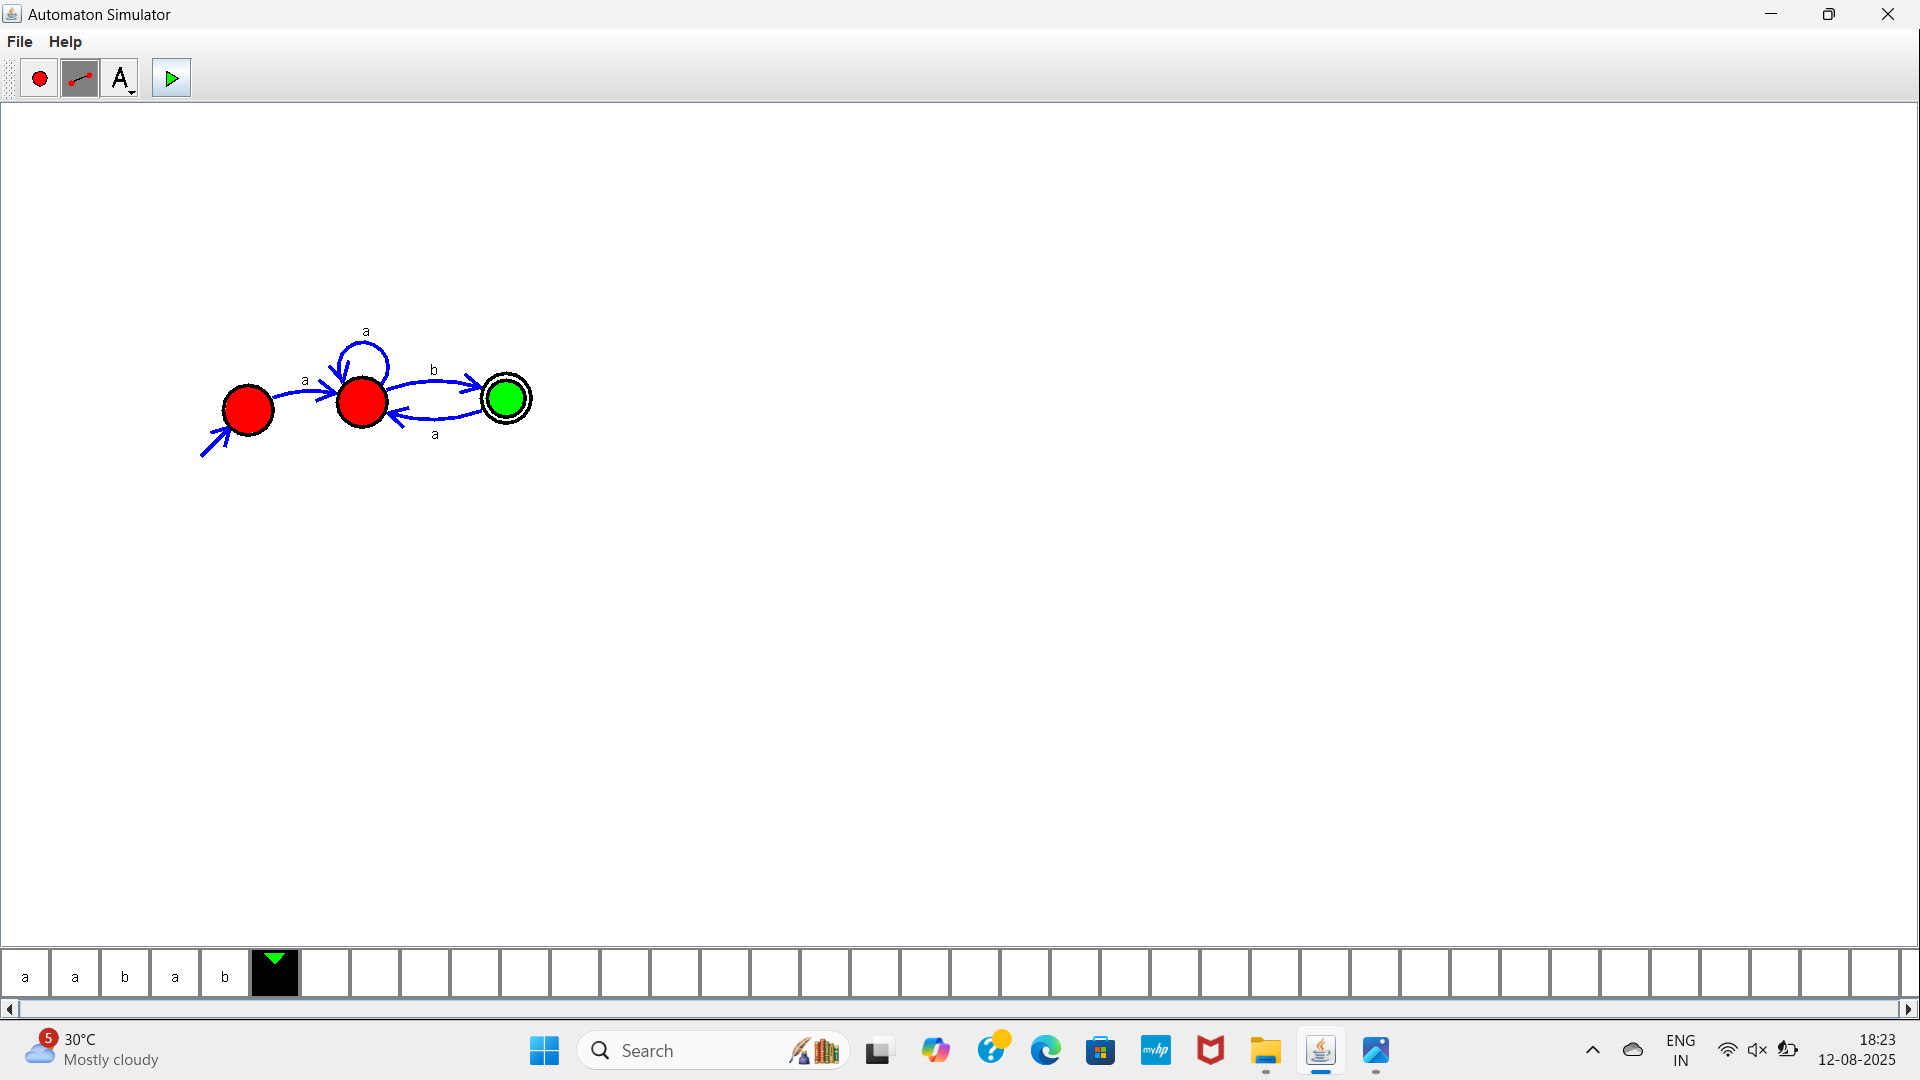 Automaton Simulator
File Help
A
a
a b
a
a a b a b
5 30°C
Mostly cloudy
Search
myhp
ENG
IN
18:23
12-08-2025